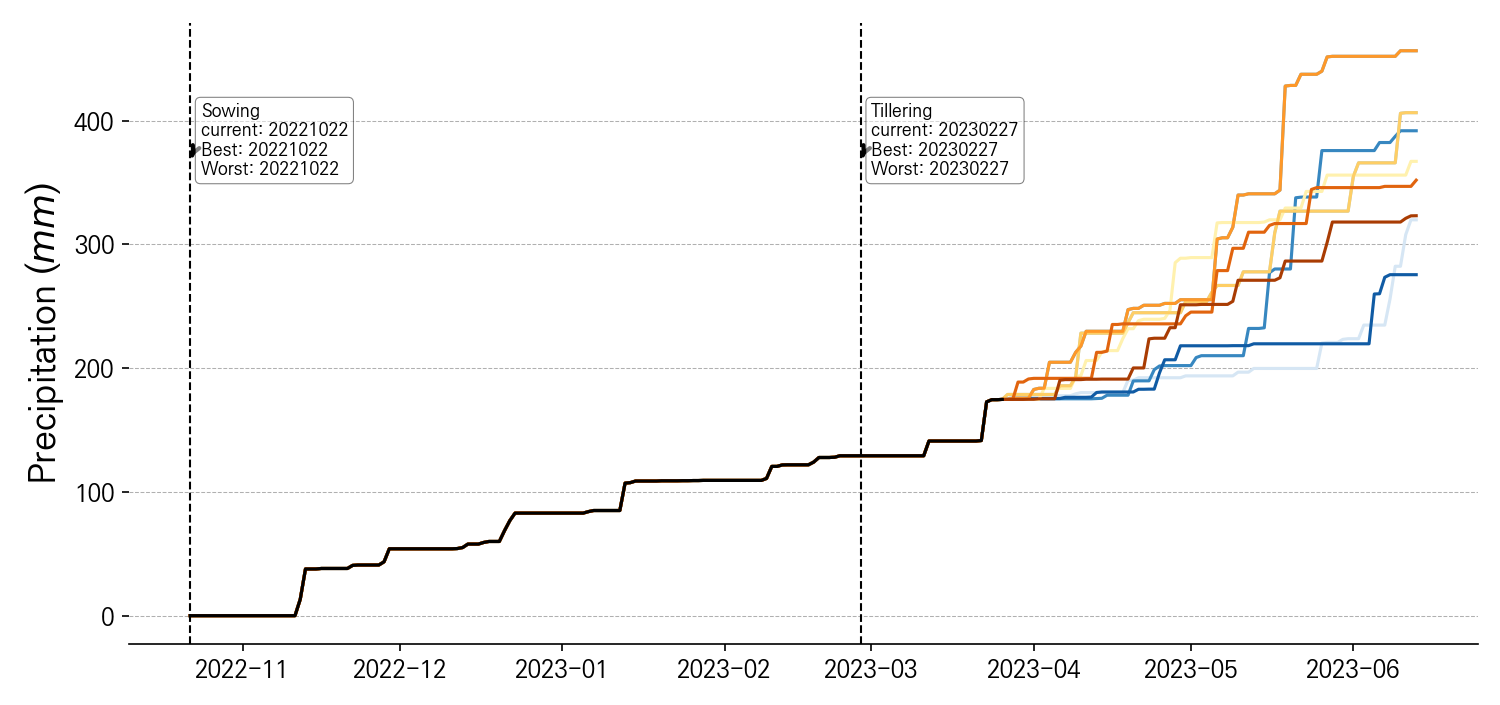 Precipitation (mm)
400
300
200
100
0
Sowing
current: 20221022
Best: 20221022
Worst: 20221022
Tillering
current: 20230227
Best: 20230227
Worst: 20230227
2022−11
2022−12
2023−01
2023−02
2023−03
2023−04
2023−05
2023−06